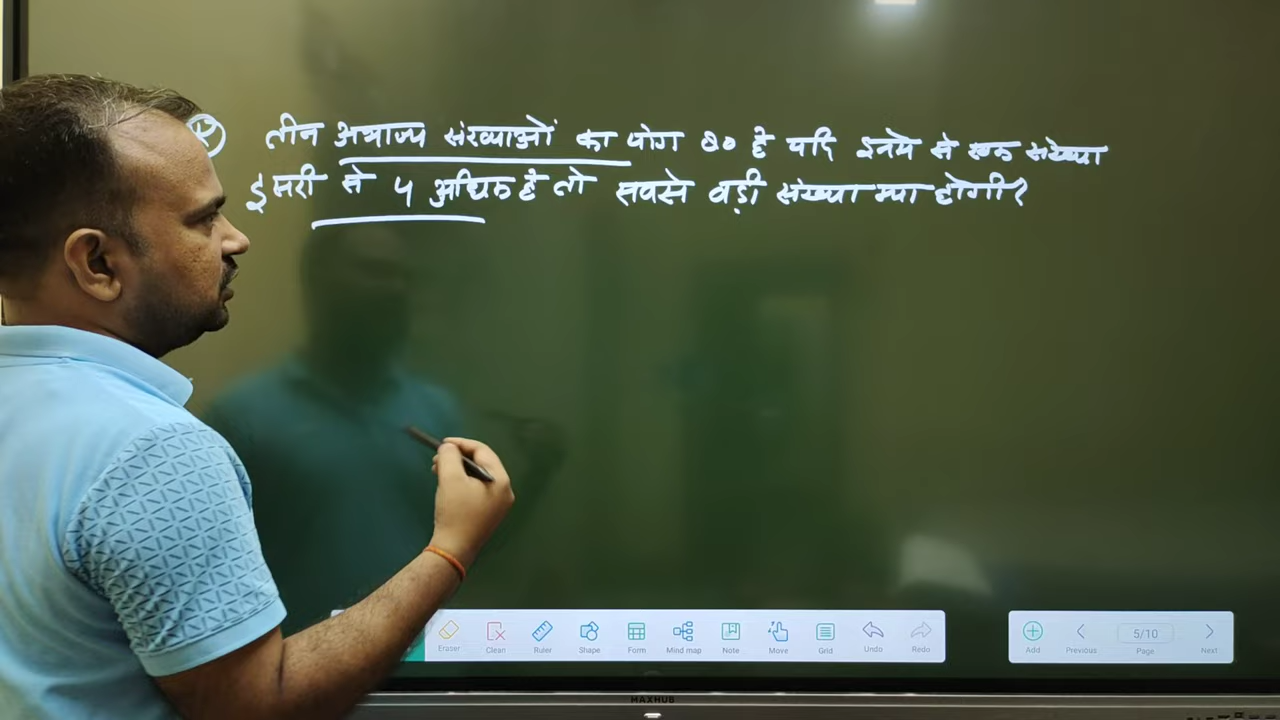 तीन अभाज्य संख्याओं का योग 80 है यदि इनमे से एक संख्या
दुसरी से 4 अधिक है तो सबसे बड़ी संख्या क्या होगी?
Eraser Clean Ruler Shape Form Mind map Note Move Grid Undo Redo
Add Previous 5/10 Page Next
MAXHUB